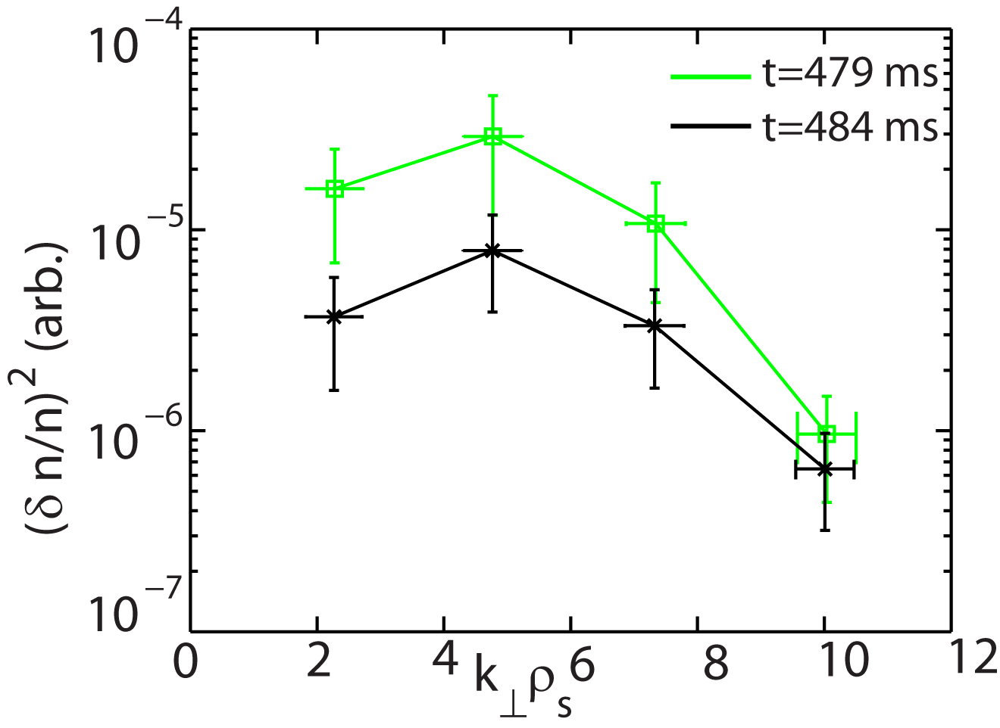 10⁻⁴
t=479 ms
t=484 ms
10⁻⁵
(δ n/n)² (arb.)
10⁻⁶
10⁻⁷
0 2 4 6 8 10 12
k⊥ρs